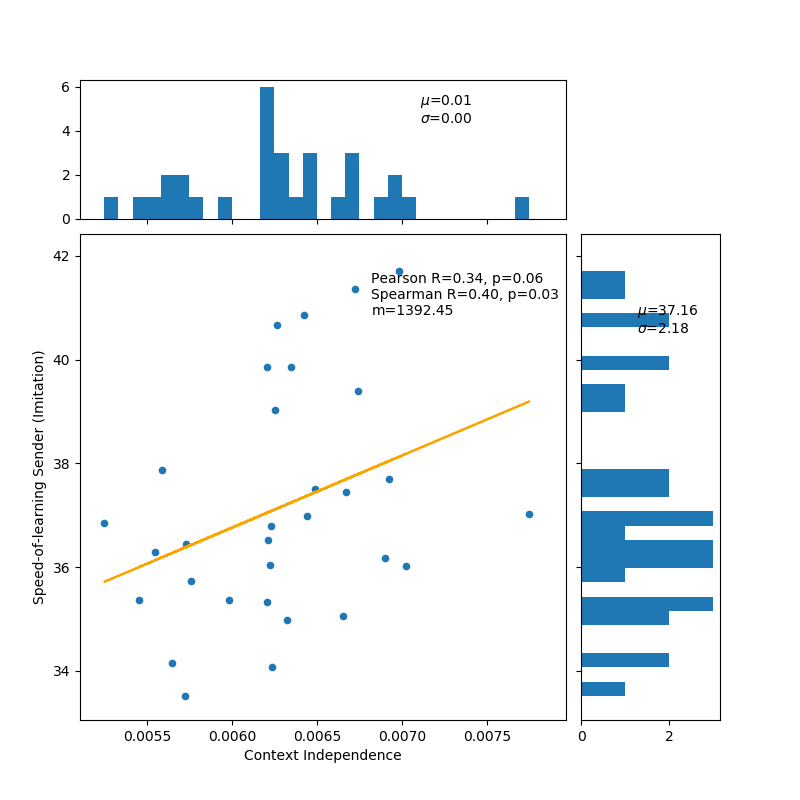 6
4
2
0
μ=0.01
σ=0.00
42
40
38
36
34
Speed-of-learning Sender (Imitation)
Pearson R=0.34, p=0.06
Spearman R=0.40, p=0.03
m=1392.45
0.0055 0.0060 0.0065 0.0070 0.0075
Context Independence
μ=37.16
σ=2.18
0 2